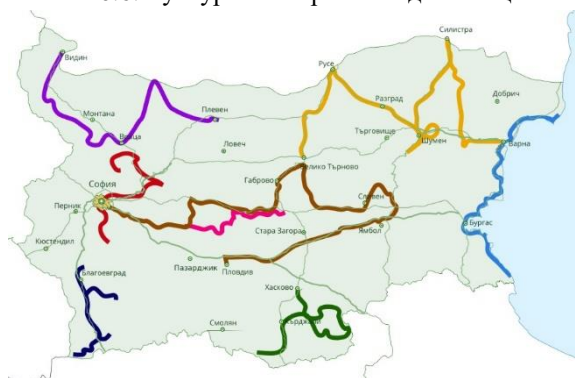 Силистра
Видин
Русе
Разград
Добрич
Монтана
Плевен
Враца
Ловеч
Търговище
Шумен
Варна
Велико Търново
София
Габрово
Сливен
Перник
Бургас
Стара Загора
Ямбол
Кюстендил
Пазарджик
Пловдив
Благоевград
Хасково
Смолян
Кърджали